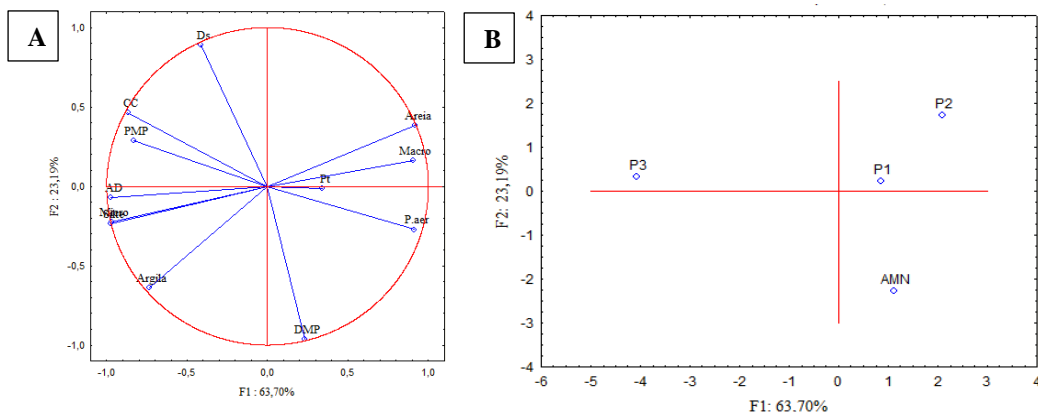 A
1,0
0,5
0,0
-0,5
-1,0
F2 : 23,19%
Ds
CC
PMP
Areia
Macro
Pt
AD
P.aer
Argila
DMP
-1,0 -0,5 0,0 0,5 1,0
F1 : 63,70%
B
4
3
2
1
0
-1
-2
-3
-4
F2: 23,19%
P2
P3
P1
AMN
-6 -5 -4 -3 -2 -1 0 1 2 3 4
F1: 63.70%